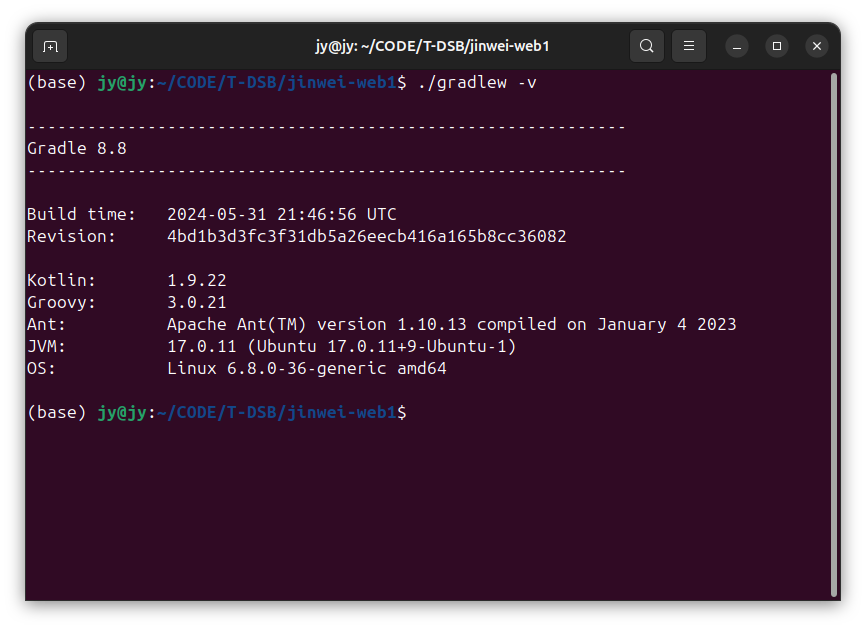 jy@jy: ~/CODE/T-DSB/jinwei-web1
(base) jy@jy:~/CODE/T-DSB/jinwei-web1$ ./gradlew -v
------------------------------------------------------------
Gradle 8.8
------------------------------------------------------------
Build time:   2024-05-31 21:46:56 UTC
Revision:     4bd1b3d3fc3f31db5a26eecb416a165b8cc36082
Kotlin:       1.9.22
Groovy:       3.0.21
Ant:          Apache Ant(TM) version 1.10.13 compiled on January 4 2023
JVM:          17.0.11 (Ubuntu 17.0.11+9-Ubuntu-1)
OS:           Linux 6.8.0-36-generic amd64
(base) jy@jy:~/CODE/T-DSB/jinwei-web1$